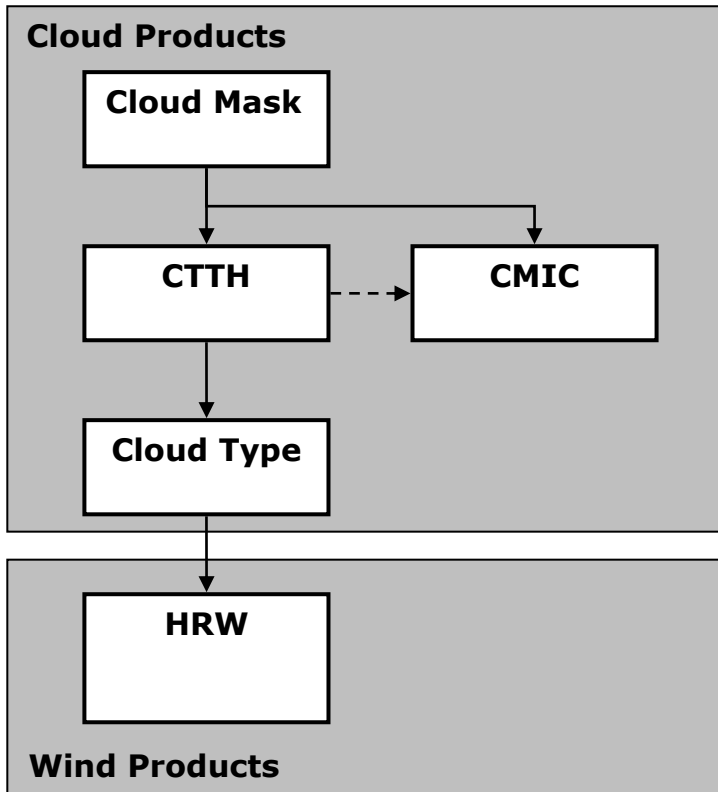 Cloud Products
Cloud Mask
CTTH
CMIC
Cloud Type
HRW
Wind Products